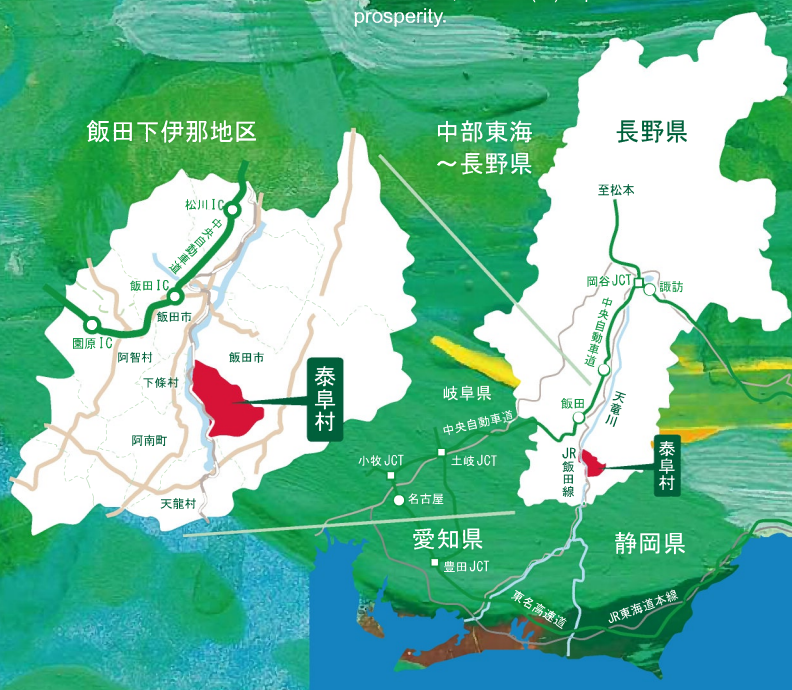 prosperity.
飯田下伊那地区
松川IC
中央自動車道
飯田IC
飯田市
園原IC
阿智村
飯田市
下條村
泰阜村
阿南町
天龍村
中部東海
～長野県
長野県
至松本
岡谷JCT
諏訪
中央自動車道
岐阜県
飯田
天竜川
中央自動車道
JR飯田線
泰阜村
小牧JCT
土岐JCT
名古屋
愛知県
静岡県
豊田JCT
東名高速道
JR東海道本線